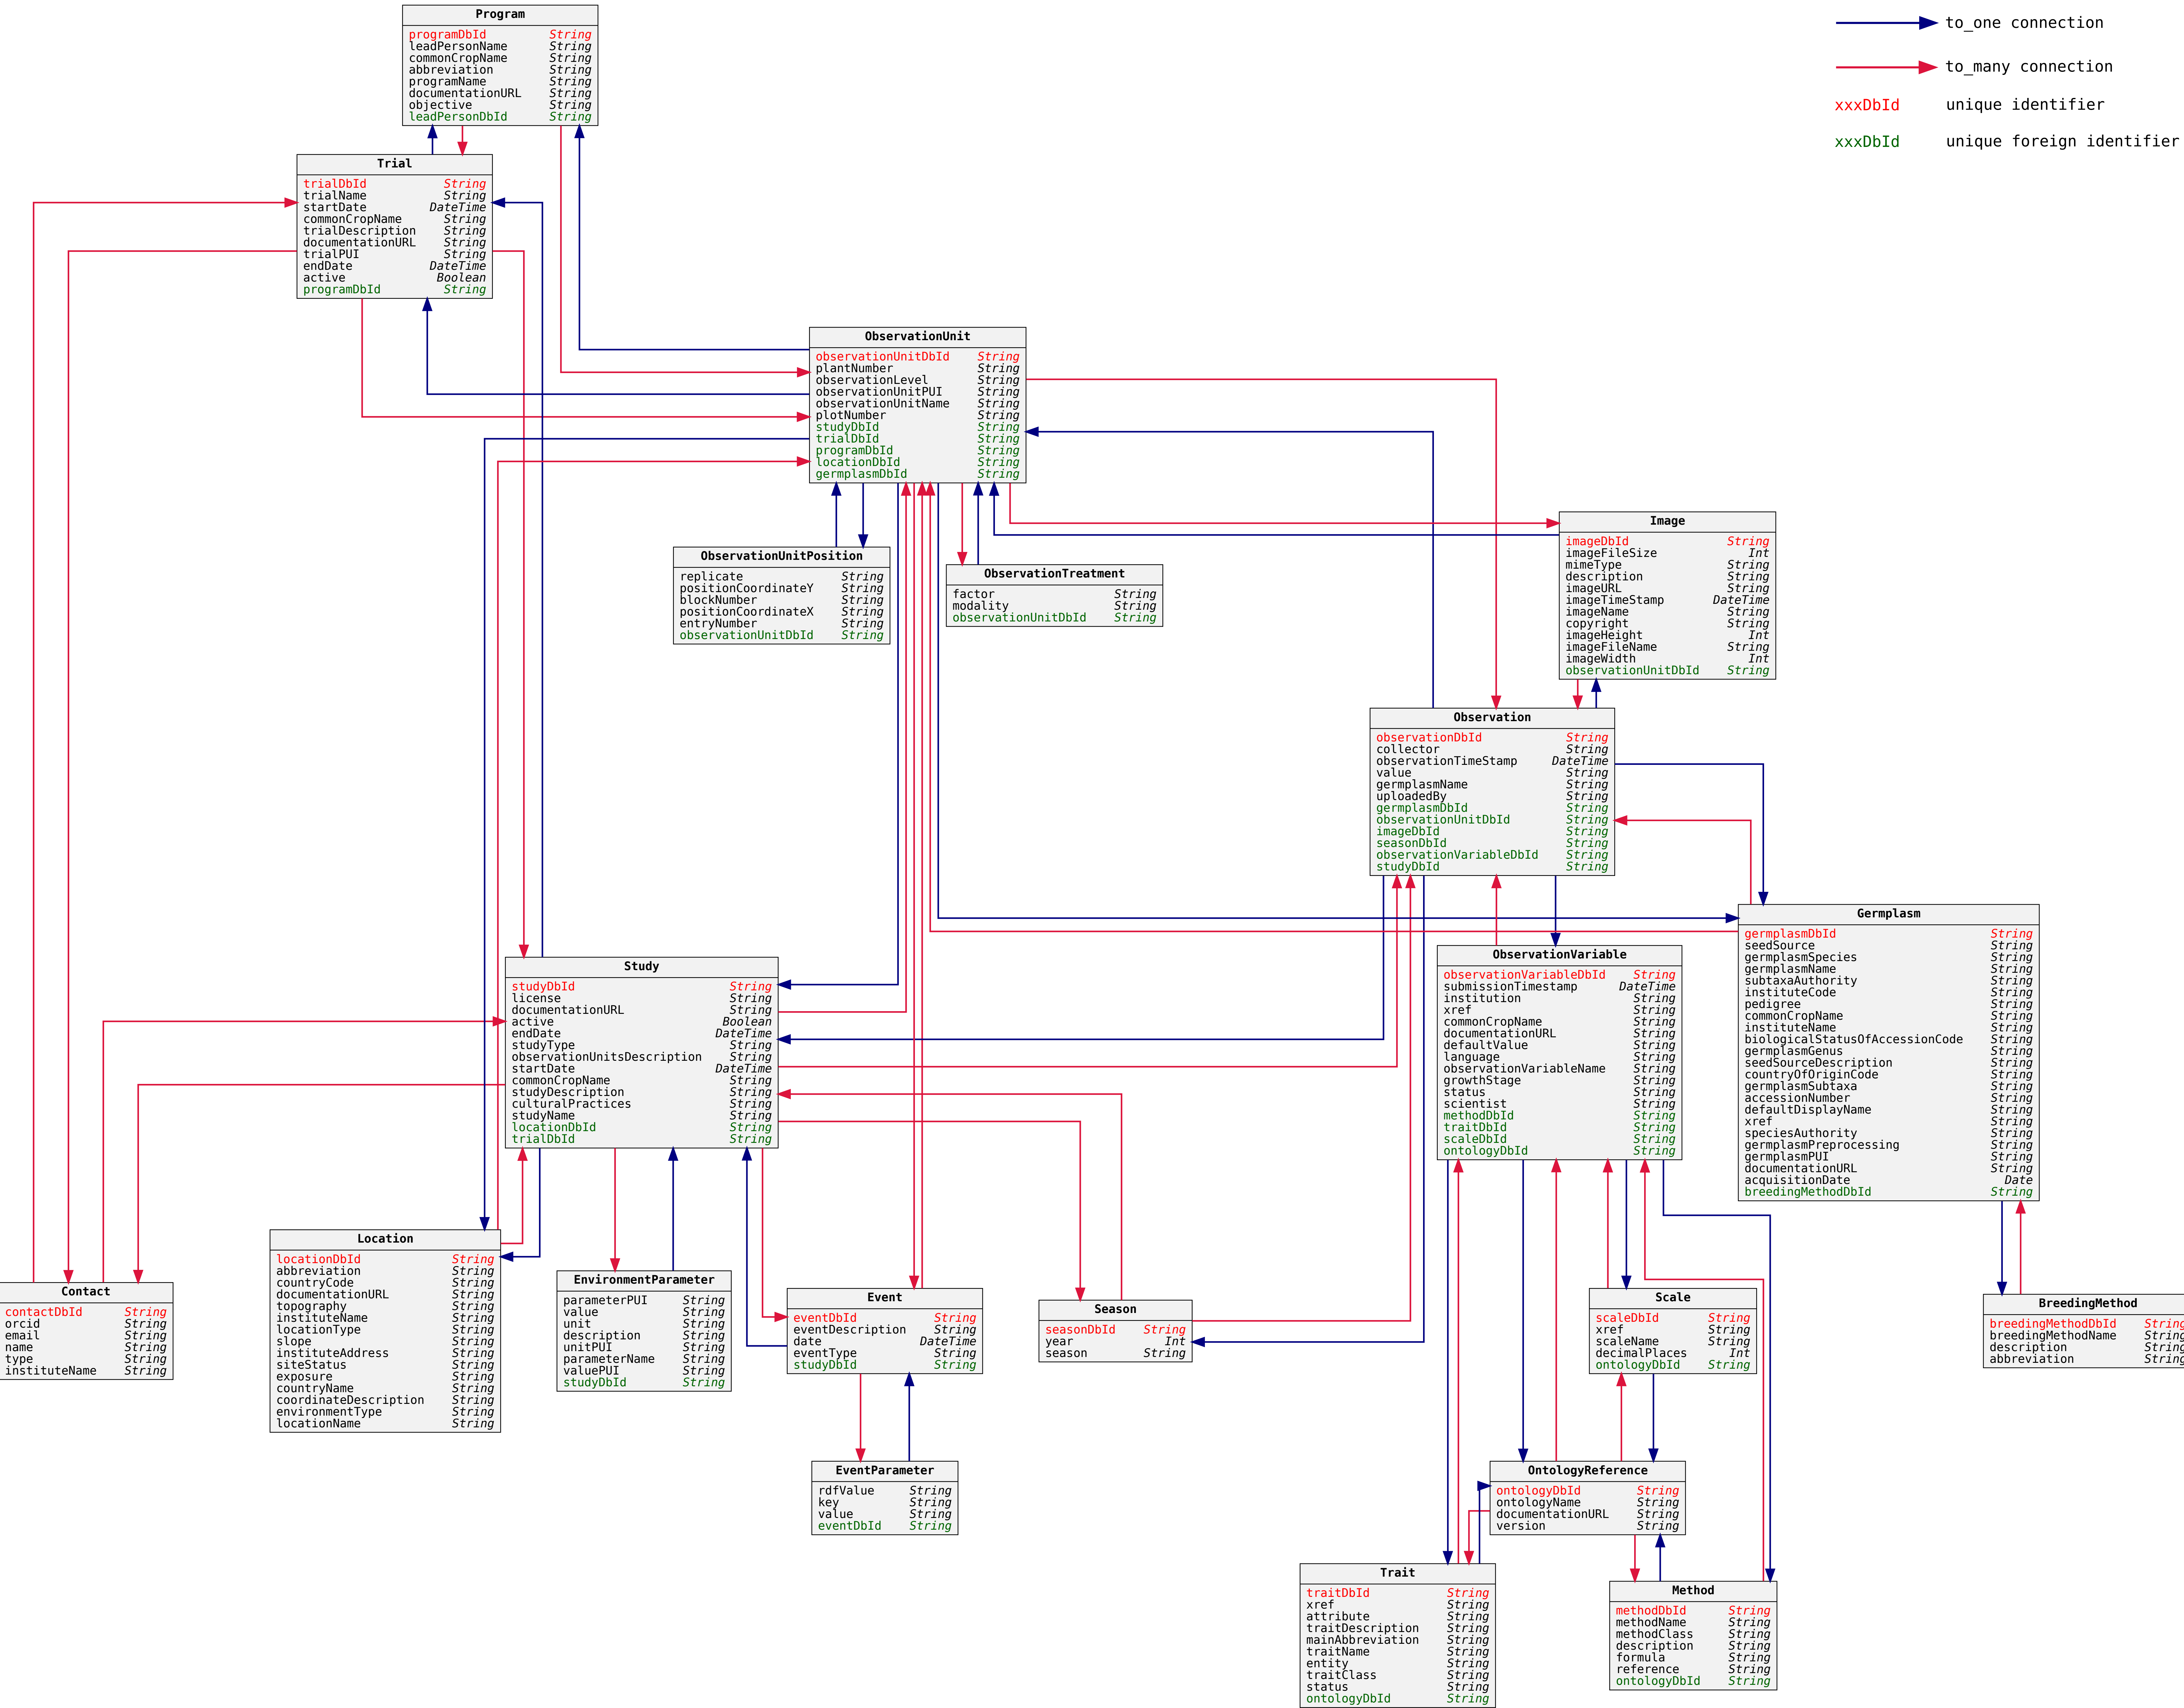 Program
programDbId String
leadPersonName String
commonCropName String
abbreviation String
programName String
documentationURL String
objective String
leadPersonDbId String
to_one connection
to_many connection
xxxDbId unique identifier
xxxDbId unique foreign identifier
Trial
trialDbId String
trialName String
startDate DateTime
commonCropName String
trialDescription String
documentationURL String
trialPUI String
endDate DateTime
active Boolean
programDbId String
ObservationUnit
observationUnitDbId String
plantNumber String
observationLevel String
observationUnitPUI String
observationUnitName String
plotNumber String
studyDbId String
trialDbId String
programDbId String
locationDbId String
germplasmDbId String
ObservationUnitPosition
replicate String
positionCoordinateY String
blockNumber String
positionCoordinateX String
entryNumber String
observationUnitDbId String
ObservationTreatment
factor String
modality String
observationUnitDbId String
Image
imageDbId String
imageFileSize Int
mimeType String
description String
imageURL String
imageTimeStamp DateTime
imageName String
copyright String
imageHeight Int
imageFileName String
imageWidth Int
observationUnitDbId String
Observation
observationDbId String
collector String
observationTimeStamp DateTime
value String
germplasmName String
uploadedBy String
germplasmDbId String
observationUnitDbId String
imageDbId String
seasonDbId String
observationVariableDbId String
studyDbId String
Germplasm
germplasmDbId String
seedSource String
germplasmSpecies String
germplasmName String
subtaxaAuthority String
instituteCode String
pedigree String
commonCropName String
instituteName String
biologicalStatusOfAccessionCode String
germplasmGenus String
seedSourceDescription String
countryOfOriginCode String
germplasmSubtaxa String
accessionNumber String
defaultDisplayName String
xref String
speciesAuthority String
germplasmPreprocessing String
germplasmPUI String
documentationURL String
acquisitionDate Date
breedingMethodDbId String
ObservationVariable
observationVariableDbId String
submissionTimestamp DateTime
institution String
xref String
commonCropName String
documentationURL String
defaultValue String
language String
observationVariableName String
growthStage String
status String
scientist String
methodDbId String
traitDbId String
scaleDbId String
ontologyDbId String
Study
studyDbId String
license String
documentationURL String
active Boolean
endDate DateTime
studyType String
observationUnitsDescription String
startDate DateTime
commonCropName String
studyDescription String
culturalPractices String
studyName String
locationDbId String
trialDbId String
Contact
contactDbId String
orcid String
email String
name String
type String
instituteName String
Location
locationDbId String
abbreviation String
countryCode String
documentationURL String
topography String
instituteName String
locationType String
slope String
instituteAddress String
siteStatus String
exposure String
countryName String
coordinateDescription String
environmentType String
locationName String
EnvironmentParameter
parameterPUI String
value String
unit String
description String
unitPUI String
parameterName String
valuePUI String
studyDbId String
Event
eventDbId String
eventDescription String
date DateTime
eventType String
studyDbId String
Season
seasonDbId String
year Int
season String
Scale
scaleDbId String
xref String
scaleName String
decimalPlaces Int
ontologyDbId String
BreedingMethod
breedingMethodDbId String
breedingMethodName String
description String
abbreviation String
EventParameter
rdfValue String
key String
value String
eventDbId String
OntologyReference
ontologyDbId String
ontologyName String
documentationURL String
version String
Trait
traitDbId String
xref String
attribute String
traitDescription String
mainAbbreviation String
traitName String
entity String
traitClass String
status String
ontologyDbId String
Method
methodDbId String
methodName String
methodClass String
description String
formula String
reference String
ontologyDbId String